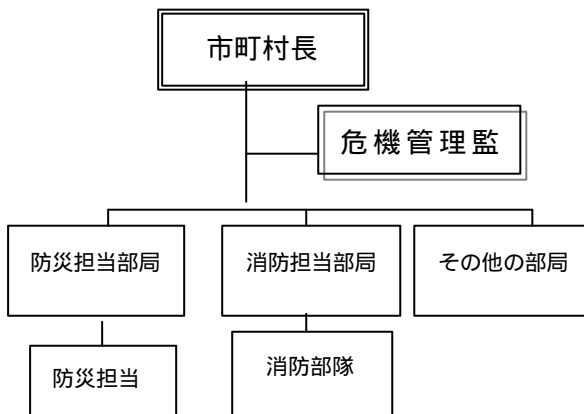 市町村長
危機管理監
防災担当部局
消防担当部局
その他の部局
防災担当
消防部隊